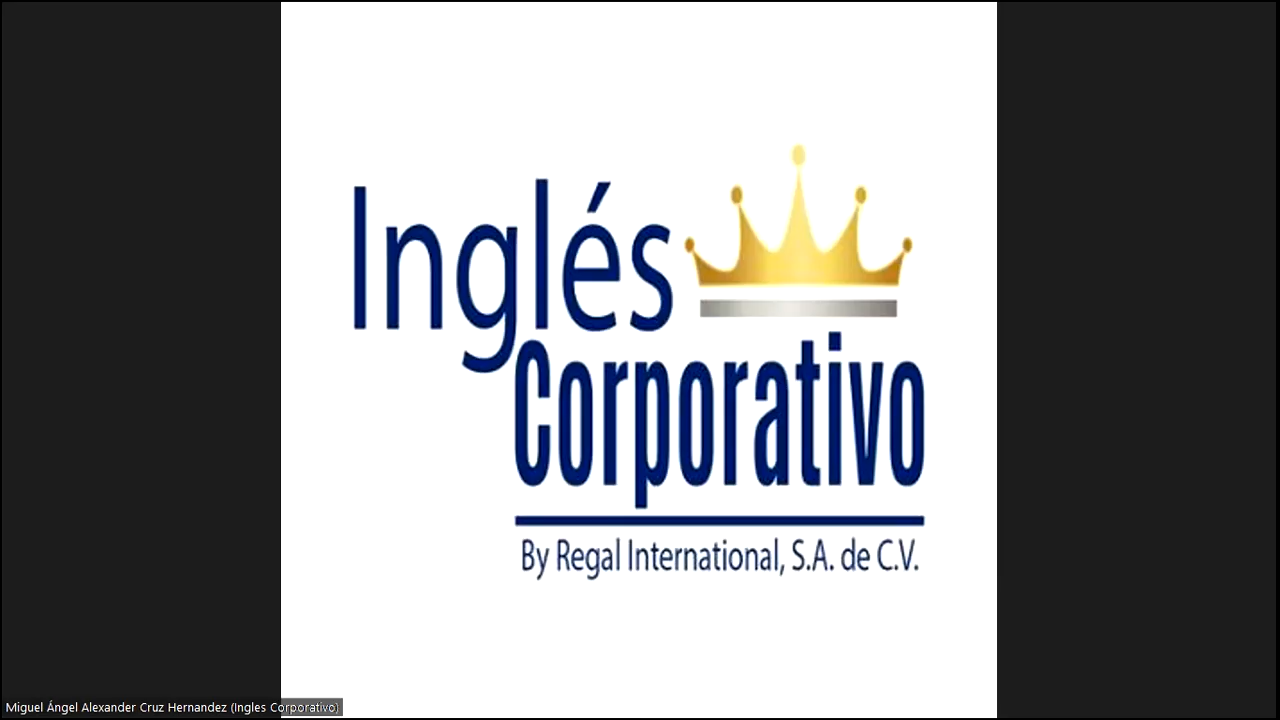 Inglés
Corporativo
By Regal International, S.A. de C.V.
Miguel Ángel Alexander Cruz Hernandez (Ingles Corporativo)